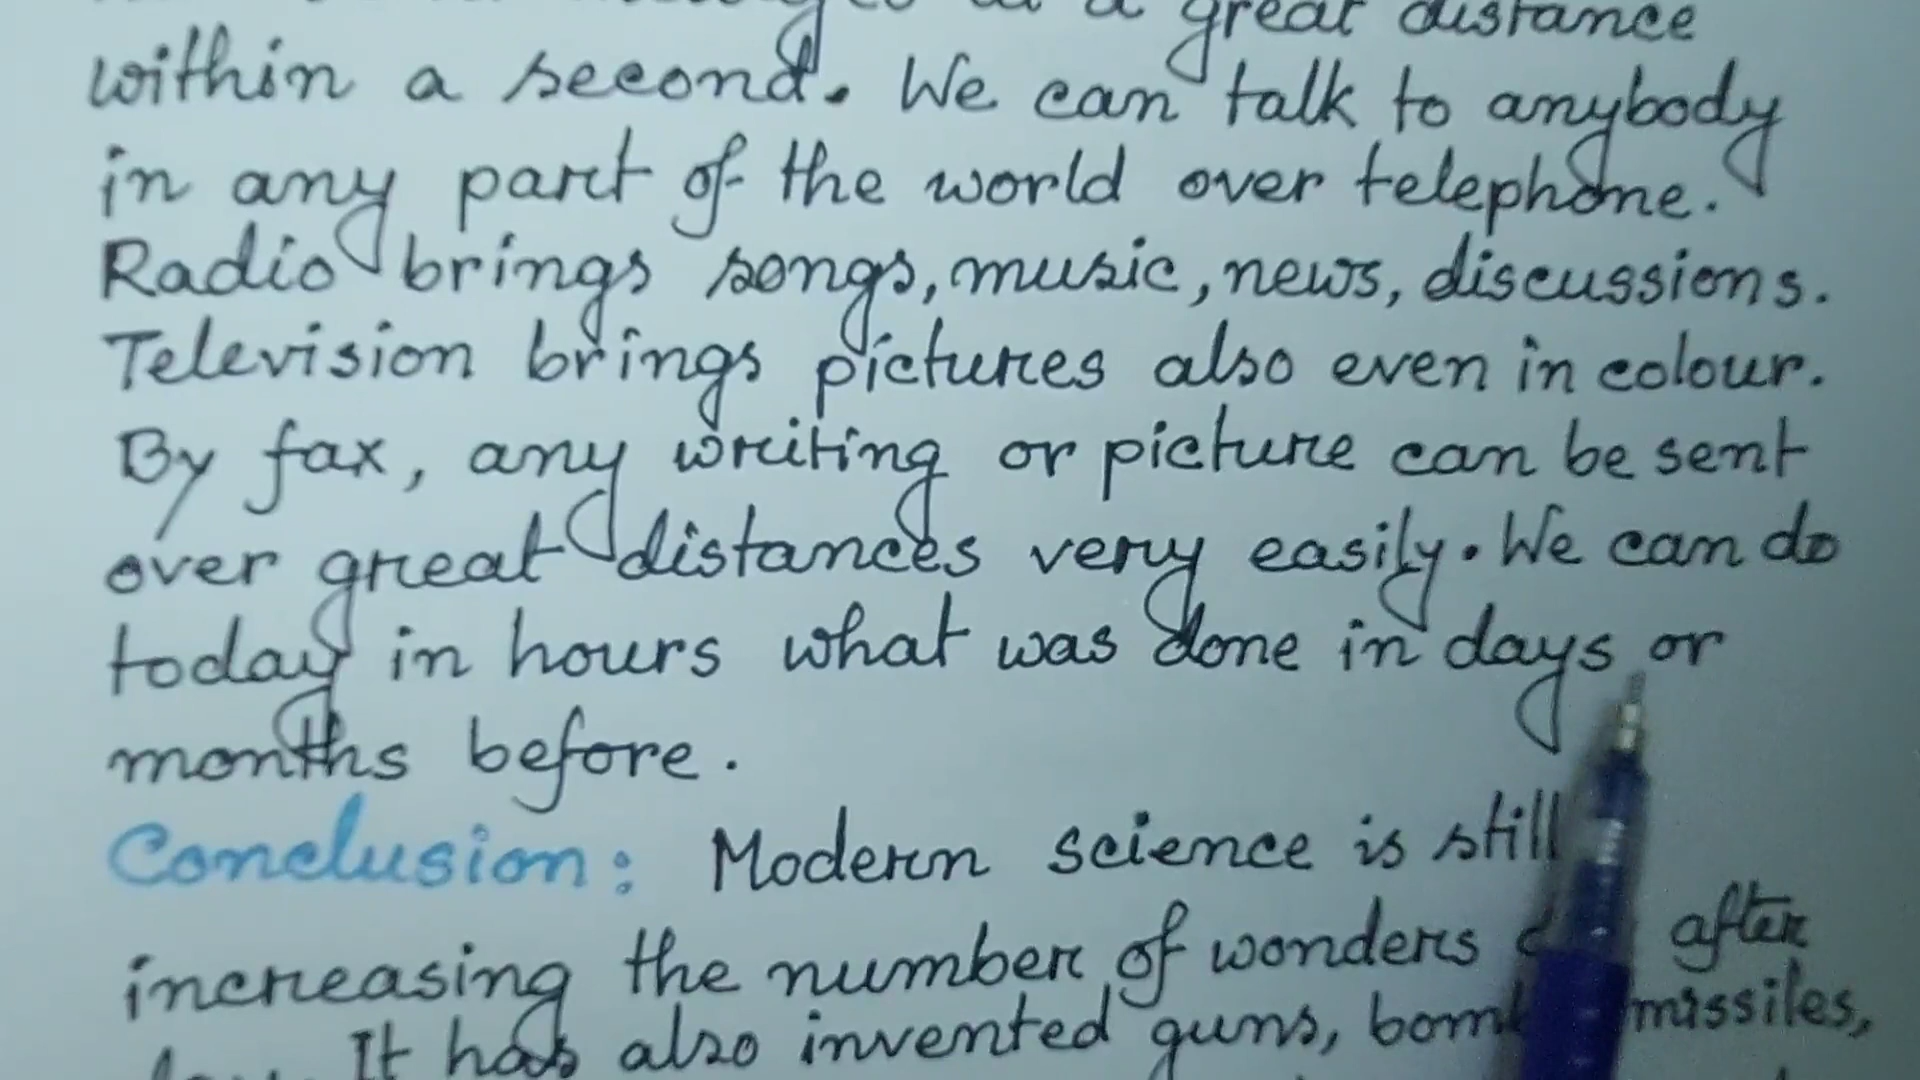 a great distance
within a second. We can talk to anybody
in any part of the world over telephone.
Radio brings songs, music, news, discussions.
Television brings pictures also even in colour.
By fax, any writing or picture can be sent
over great distances very easily. We can do
today in hours what was done in days or
months before.
Conclusion: Modern science is still
increasing the number of wonders after
It has also invented guns, missiles,